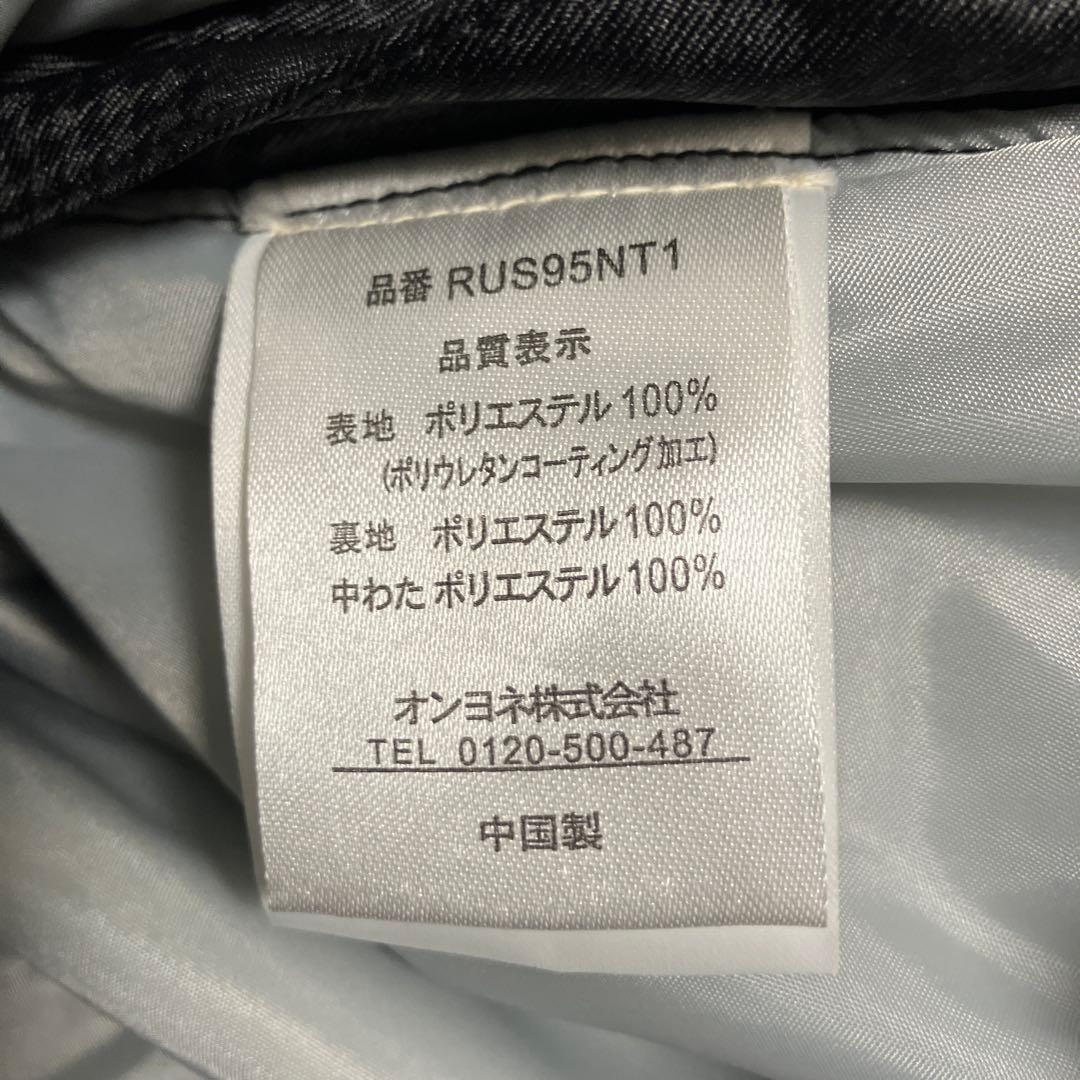 品番 RUS95NT1
品質表示
表地 ポリエステル 100%
(ポリウレタンコーティング加工)
裏地 ポリエステル 100%
中わた ポリエステル 100%
オンヨネ株式会社
TEL 0120-500-487
中国製